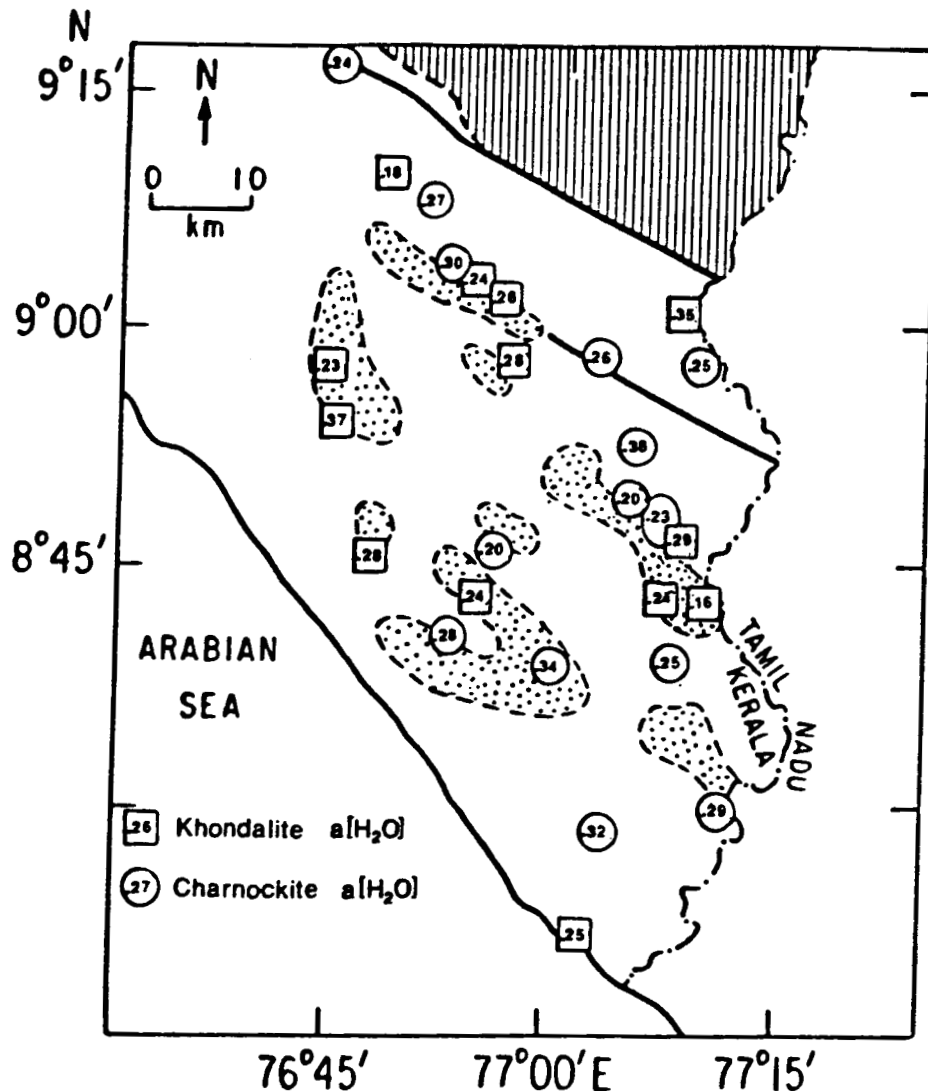 N
9°15'
N
0 10
km
.24
.18
.27
.30
.24
.26
.35
9°00'
.23
.28
.26
.25
.37
.38
.20
.23
.29
8°45'
.28
.20
.24
.24
.16
.28
.34
.25
ARABIAN
SEA
TAMIL
NADU
KERALA
.29
.32
.26 Khondalite a[H₂O]
.27 Charnockite a[H₂O]
.25
76°45' 77°00'E 77°15'